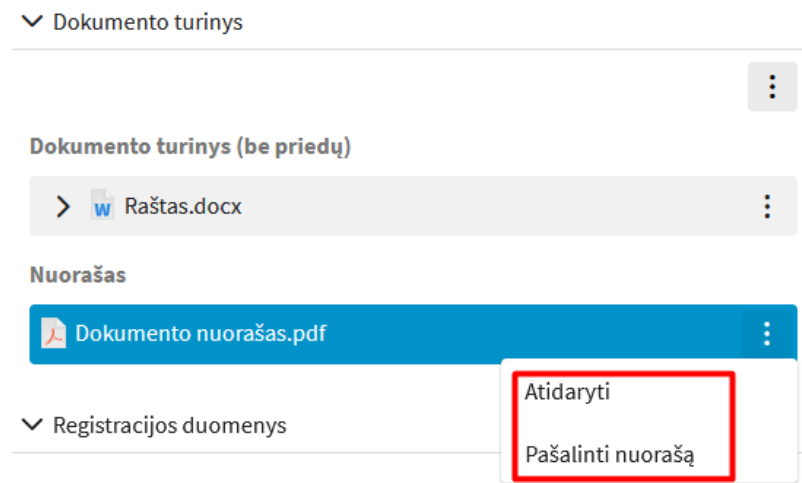 Dokumento turinys
Dokumento turinys (be priedų)
Raštas.docx
Nuorašas
Dokumento nuorašas.pdf
Atidaryti
Registracijos duomenys
Pašalinti nuorašą